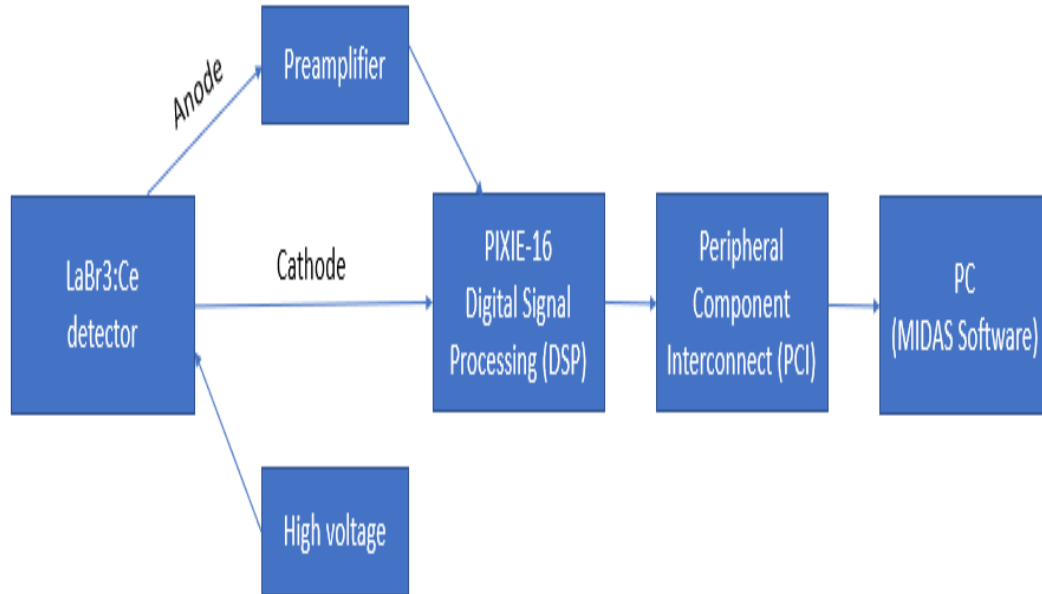 Preamplifier
Anode
LaBr3:Ce
detector
Cathode
PIXIE-16
Digital Signal
Processing (DSP)
Peripheral
Component
Interconnect (PCI)
PC
(MIDAS Software)
High voltage